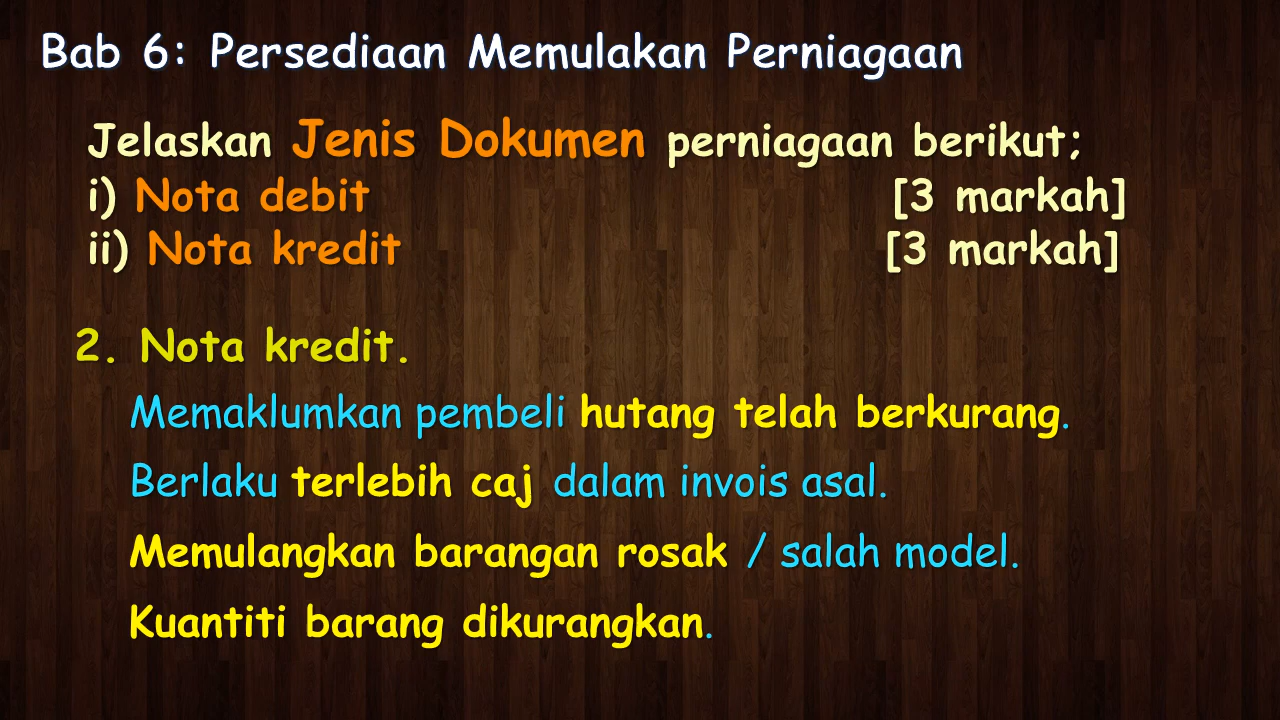 Bab 6: Persediaan Memulakan Perniagaan
Jelaskan Jenis Dokumen perniagaan berikut;
i) Nota debit [3 markah]
ii) Nota kredit [3 markah]
2. Nota kredit.
Memaklumkan pembeli hutang telah berkurang.
Berlaku terlebih caj dalam invois asal.
Memulangkan barangan rosak / salah model.
Kuantiti barang dikurangkan.